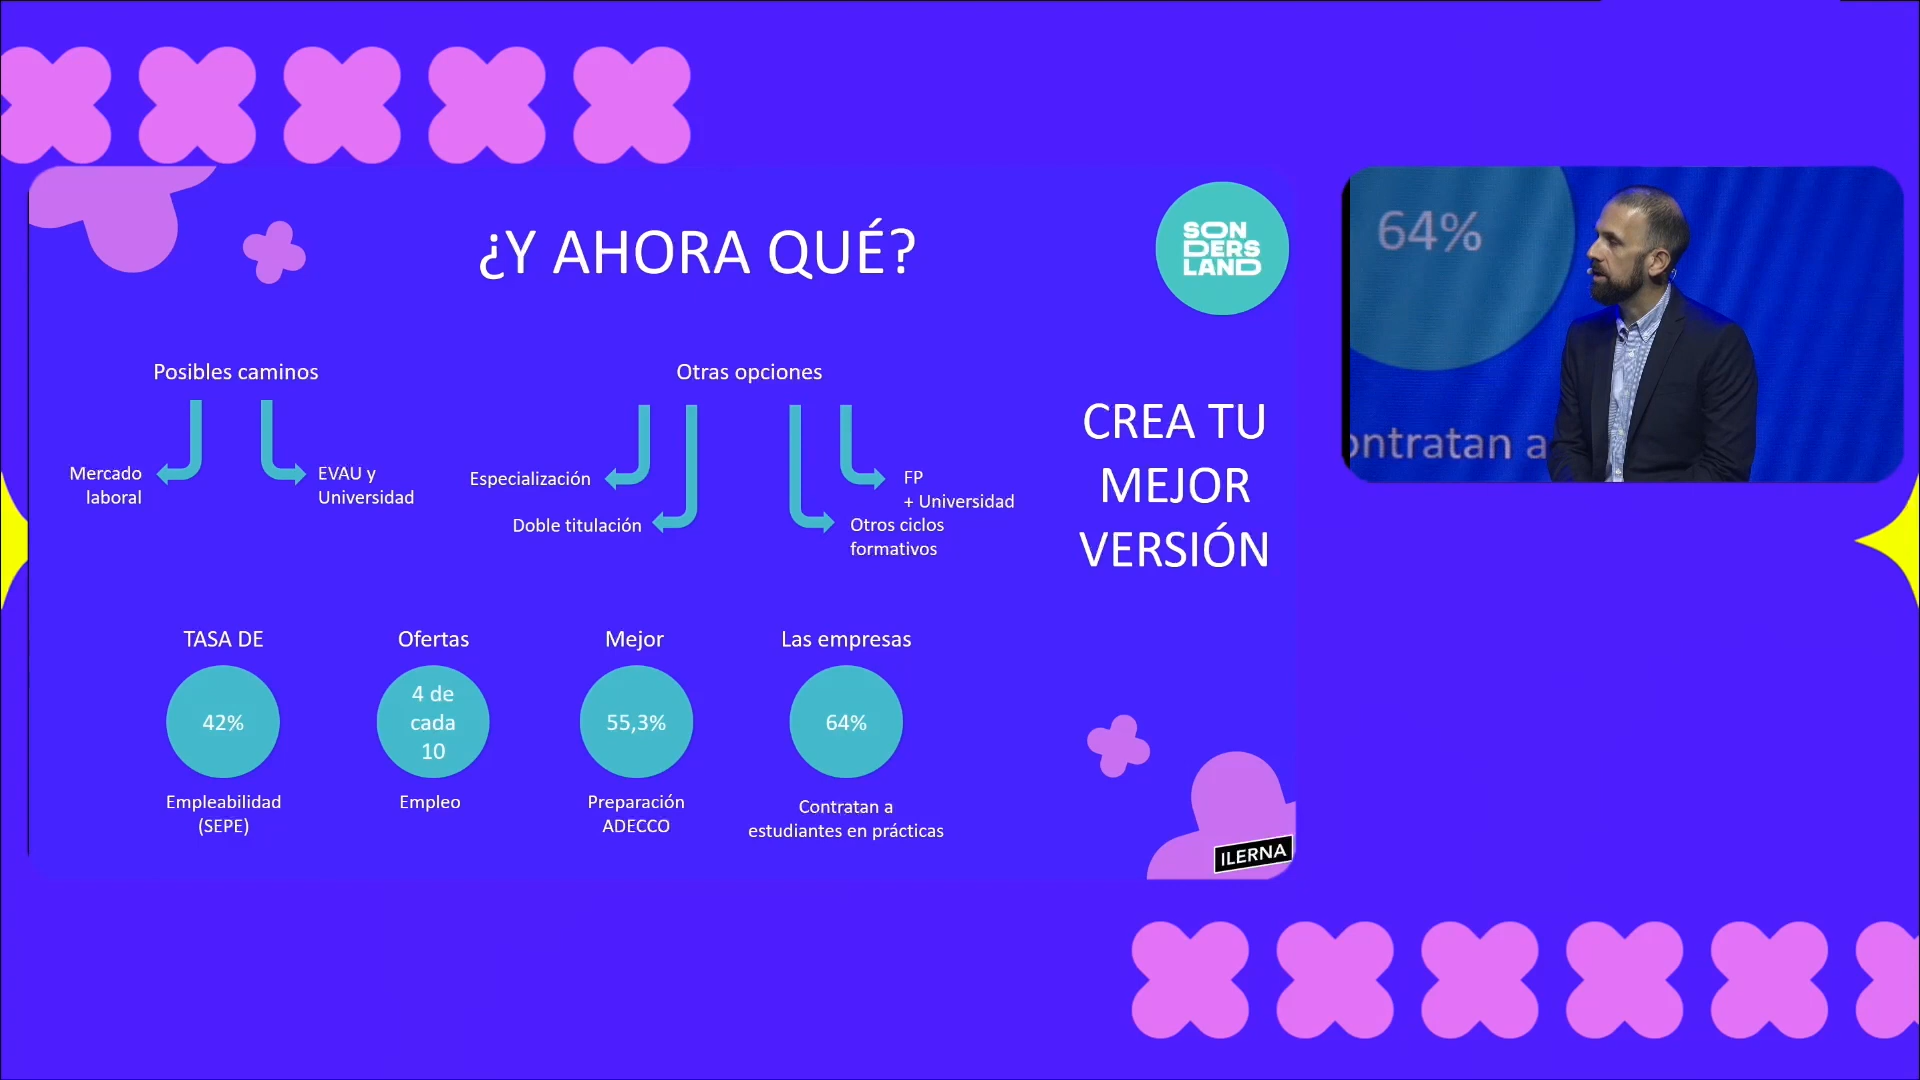 ¿Y AHORA QUÉ?
SON
DERS
LAND
Posibles caminos
Mercado
laboral
EVAU y
Universidad
Otras opciones
Especialización
Doble titulación
FP
+ Universidad
Otros ciclos
formativos
CREA TU
MEJOR
VERSIÓN
TASA DE
42%
Empleabilidad
(SEPE)
Ofertas
4 de
cada
10
Empleo
Mejor
55,3%
Preparación
ADECCO
Las empresas
64%
Contratan a
estudiantes en prácticas
ILERNA
64%
ontratan a